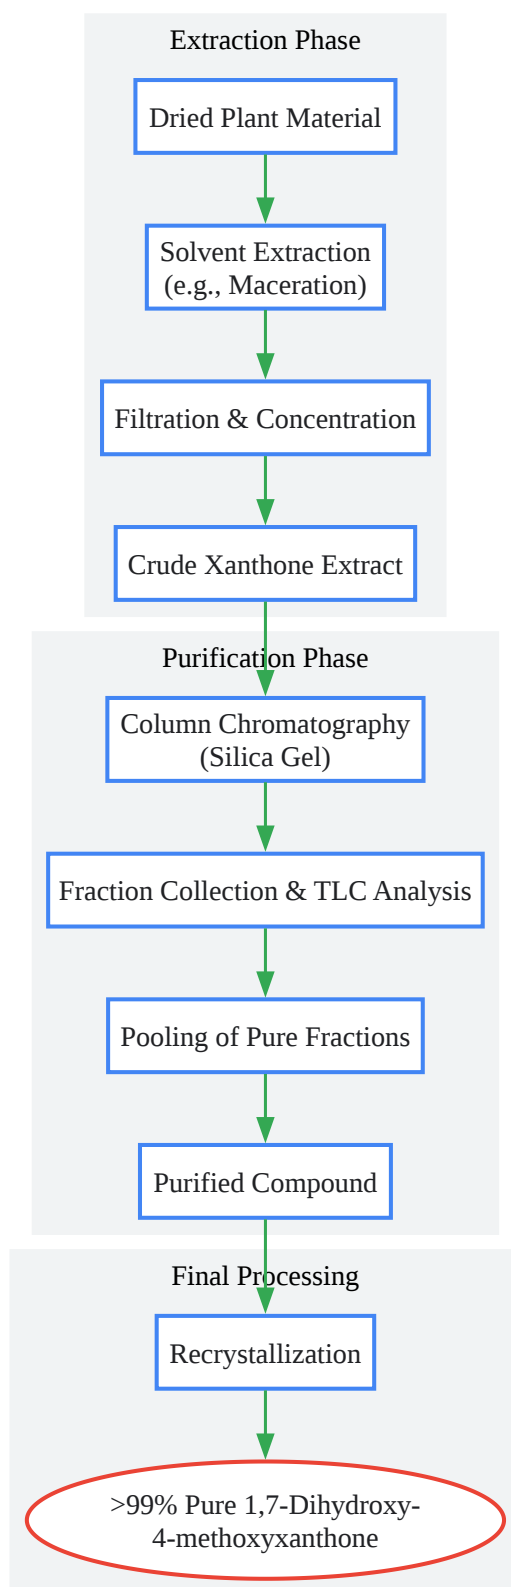 Extraction Phase
Dried Plant Material
Solvent Extraction
(e.g., Maceration)
Filtration & Concentration
Crude Xanthone Extract
Purification Phase
Column Chromatography
(Silica Gel)
Fraction Collection & TLC Analysis
Pooling of Pure Fractions
Purified Compound
Final Processing
Recrystallization
>99% Pure 1,7-Dihydroxy-
4-methoxyxanthone